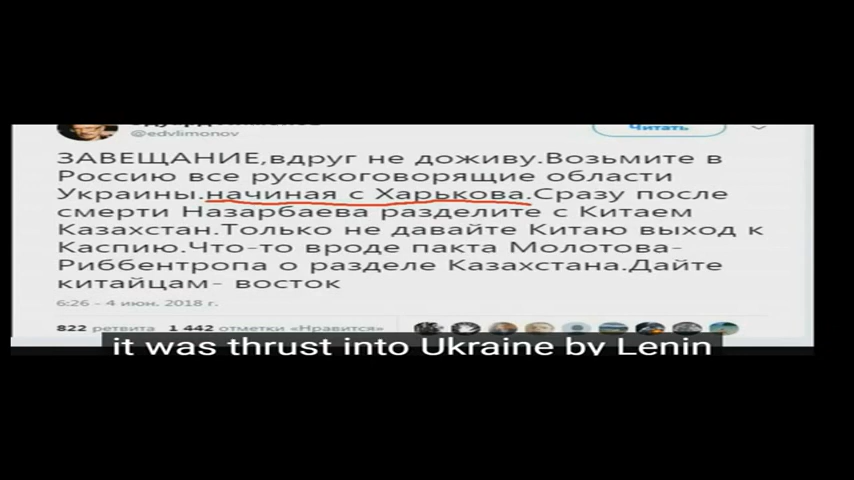 @edvlimonov
Читать
ЗАВЕЩАНИЕ,вдруг не доживу.Возьмите в
Россию все русскоговорящие области
Украины.начиная с Харькова.Сразу после
смерти Назарбаева разделите с Китаем
Казахстан.Только не давайте Китаю выход к
Каспию.Что-то вроде пакта Молотова-
Риббентропа о разделе Казахстана.Дайте
китайцам- восток
6:26 - 4 июн. 2018 г.
822 ретвита 1 442 отметки «Нравится»
it was thrust into Ukraine by Lenin